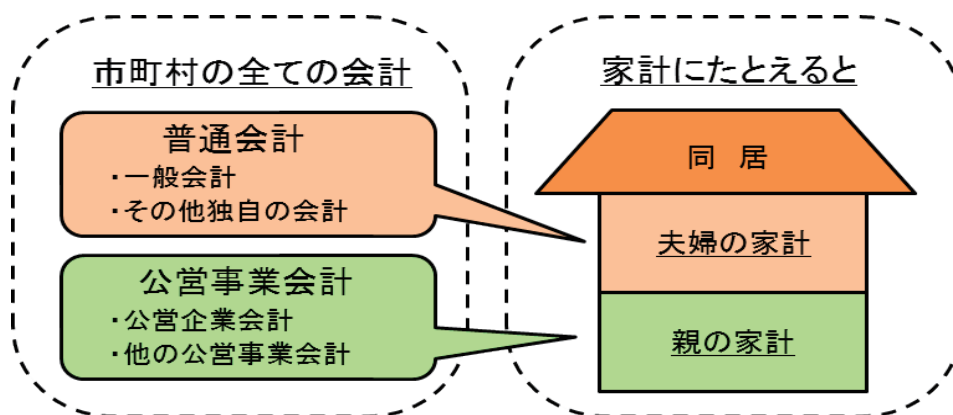 市町村の全ての会計
普通会計
・一般会計
・その他独自の会計
公営事業会計
・公営企業会計
・他の公営事業会計
家計にたとえると
同 居
夫婦の家計
親の家計